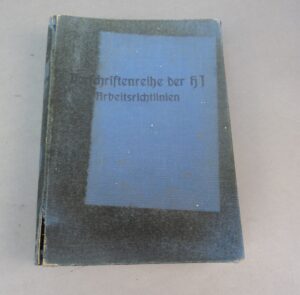 Vorschriftenreihe der HJ
Arbeitsrichtlinien